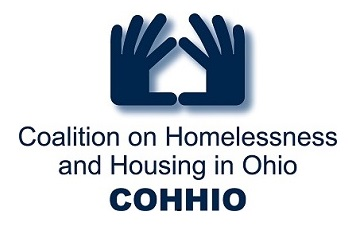 Coalition on Homelessness
and Housing in Ohio
COHHIO